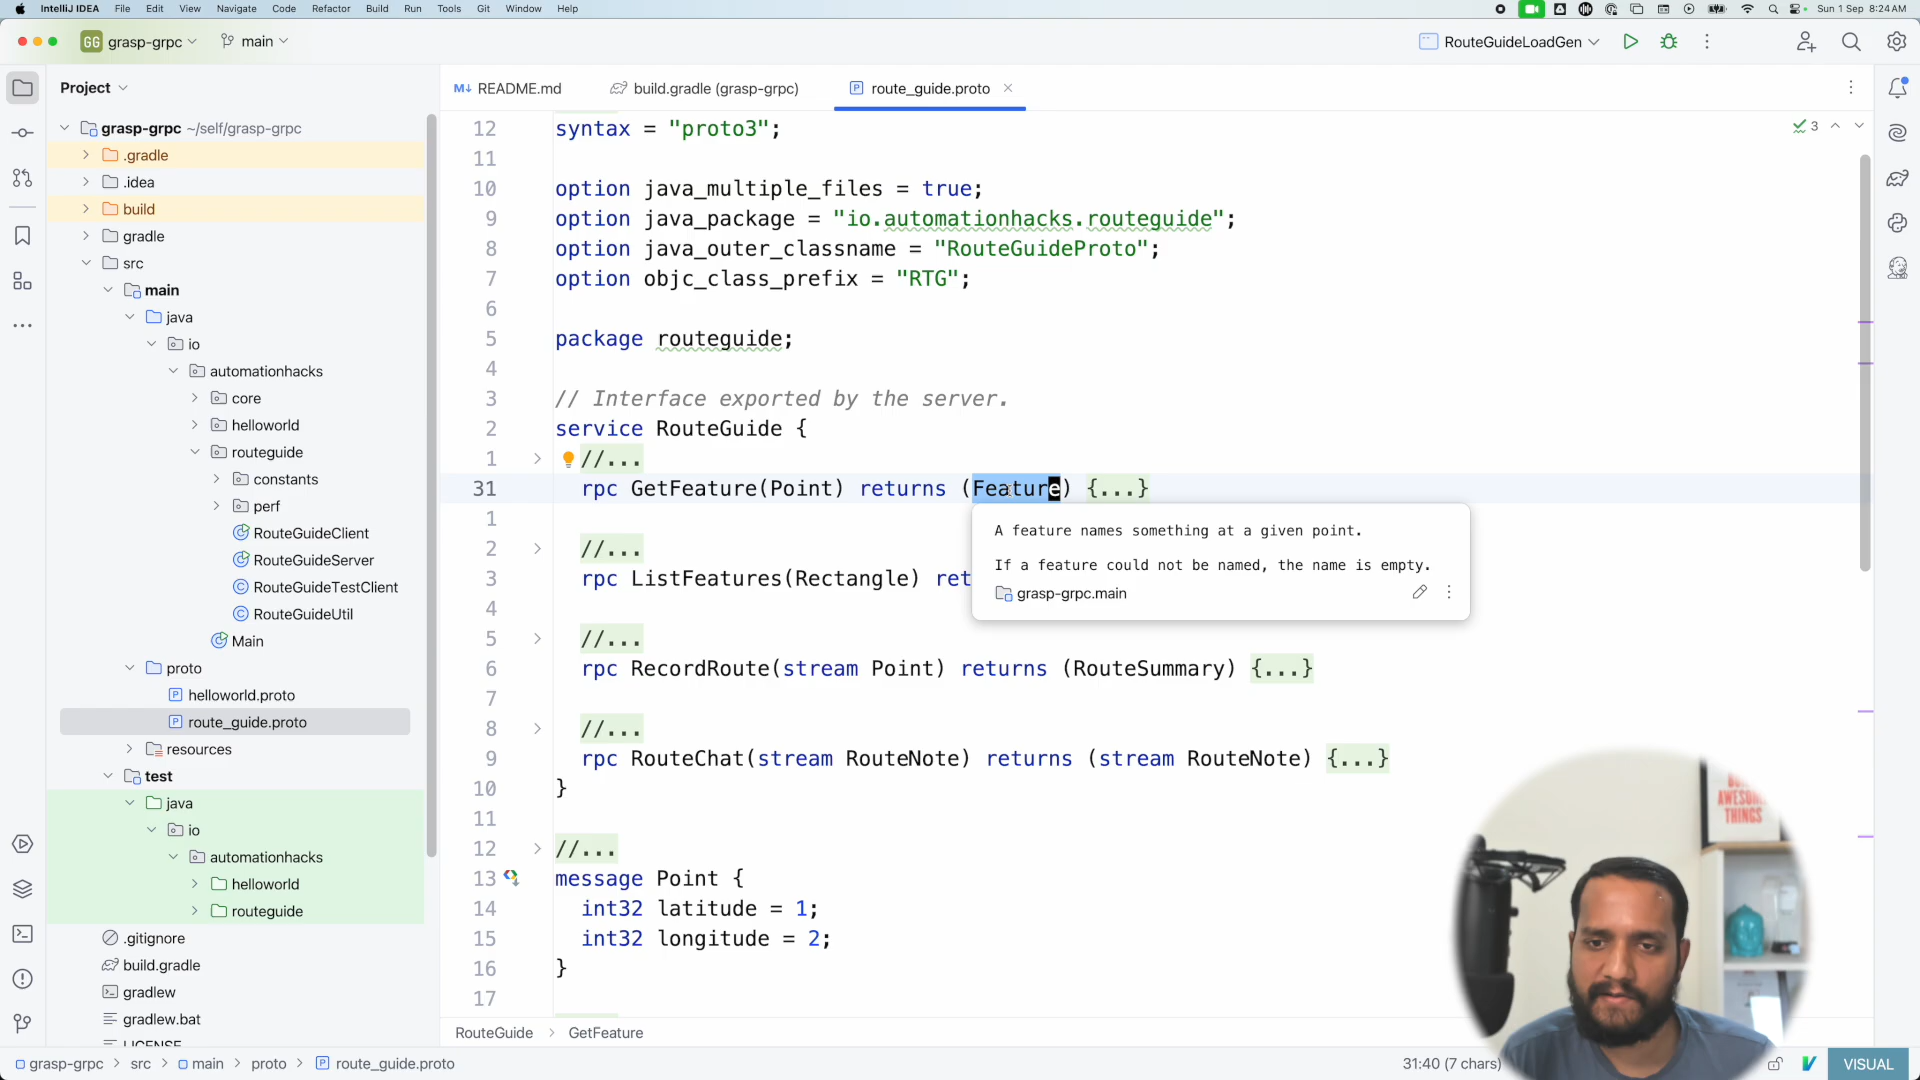 IntelliJ IDEA File Edit View Navigate Code Refactor Build Run Tools Git Window Help Sun 1 Sep 8:24 AM
GG grasp-grpc main RouteGuideLoadGen
Project
README.md build.gradle (grasp-grpc) route_guide.proto
grasp-grpc ~/self/grasp-grpc
.gradle
.idea
build
gradle
src
main
java
io
automationhacks
core
helloworld
routeguide
constants
perf
RouteGuideClient
RouteGuideServer
RouteGuideTestClient
RouteGuideUtil
Main
proto
helloworld.proto
route_guide.proto
resources
test
java
io
automationhacks
helloworld
routeguide
.gitignore
build.gradle
gradlew
gradlew.bat
LICENSE
3
12 syntax = "proto3";
11
10 option java_multiple_files = true;
9 option java_package = "io.automationhacks.routeguide";
8 option java_outer_classname = "RouteGuideProto";
7 option objc_class_prefix = "RTG";
6
5 package routeguide;
4
3 // Interface exported by the server.
2 service RouteGuide {
1 //...
31 rpc GetFeature(Point) returns (Feature) {...}
1
2 //...
3 rpc ListFeatures(Rectangle) ret
4
5 //...
6 rpc RecordRoute(stream Point) returns (RouteSummary) {...}
7
8 //...
9 rpc RouteChat(stream RouteNote) returns (stream RouteNote) {...}
10 }
11
12 //...
13 message Point {
14 int32 latitude = 1;
15 int32 longitude = 2;
16 }
17
A feature names something at a given point.
If a feature could not be named, the name is empty.
grasp-grpc.main
AWESOME
THINGS
RouteGuide > GetFeature
grasp-grpc > src > main > proto > route_guide.proto 31:40 (7 chars) VISUAL